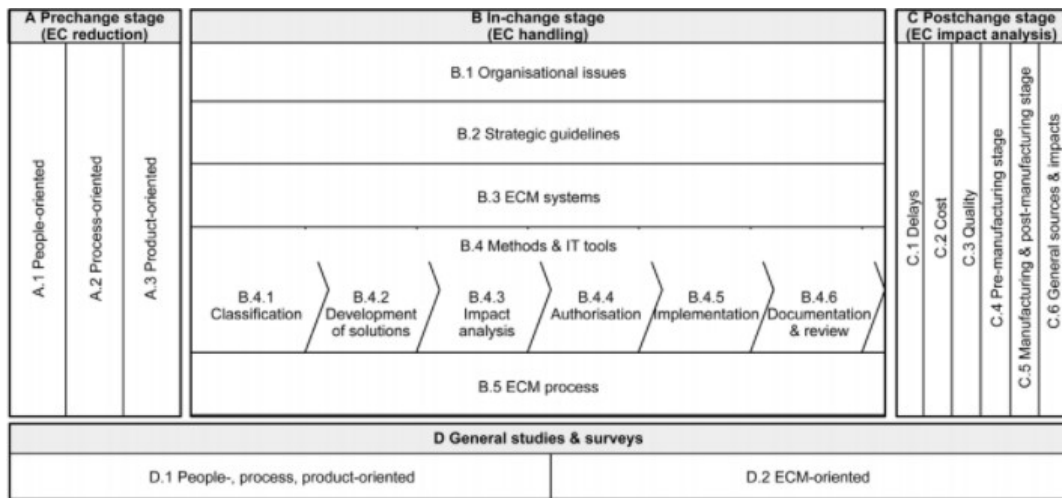 A Prechange stage
(EC reduction)
A.1 People-oriented
A.2 Process-oriented
A.3 Product-oriented
B In-change stage
(EC handling)
B.1 Organisational issues
B.2 Strategic guidelines
B.3 ECM systems
B.4 Methods & IT tools
B.4.1
Classification
B.4.2
Development
of solutions
B.4.3
Impact
analysis
B.4.4
Authorisation
B.4.5
Implementation
B.4.6
Documentation
& review
B.5 ECM process
C Postchange stage
(EC impact analysis)
C.1 Delays
C.2 Cost
C.3 Quality
C.4 Pre-manufacturing stage
C.5 Manufacturing & post-manufacturing stage
C.6 General sources & impacts
D General studies & surveys
D.1 People-, process, product-oriented
D.2 ECM-oriented